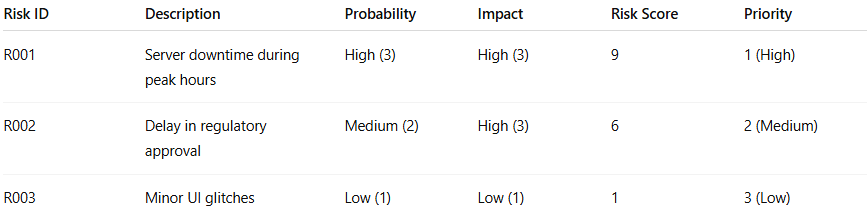 Risk ID Description Probability Impact Risk Score Priority
R001 Server downtime during High (3) High (3) 9 1 (High)
peak hours
R002 Delay in regulatory Medium (2) High (3) 6 2 (Medium)
approval
R003 Minor UI glitches Low (1) Low (1) 1 3 (Low)